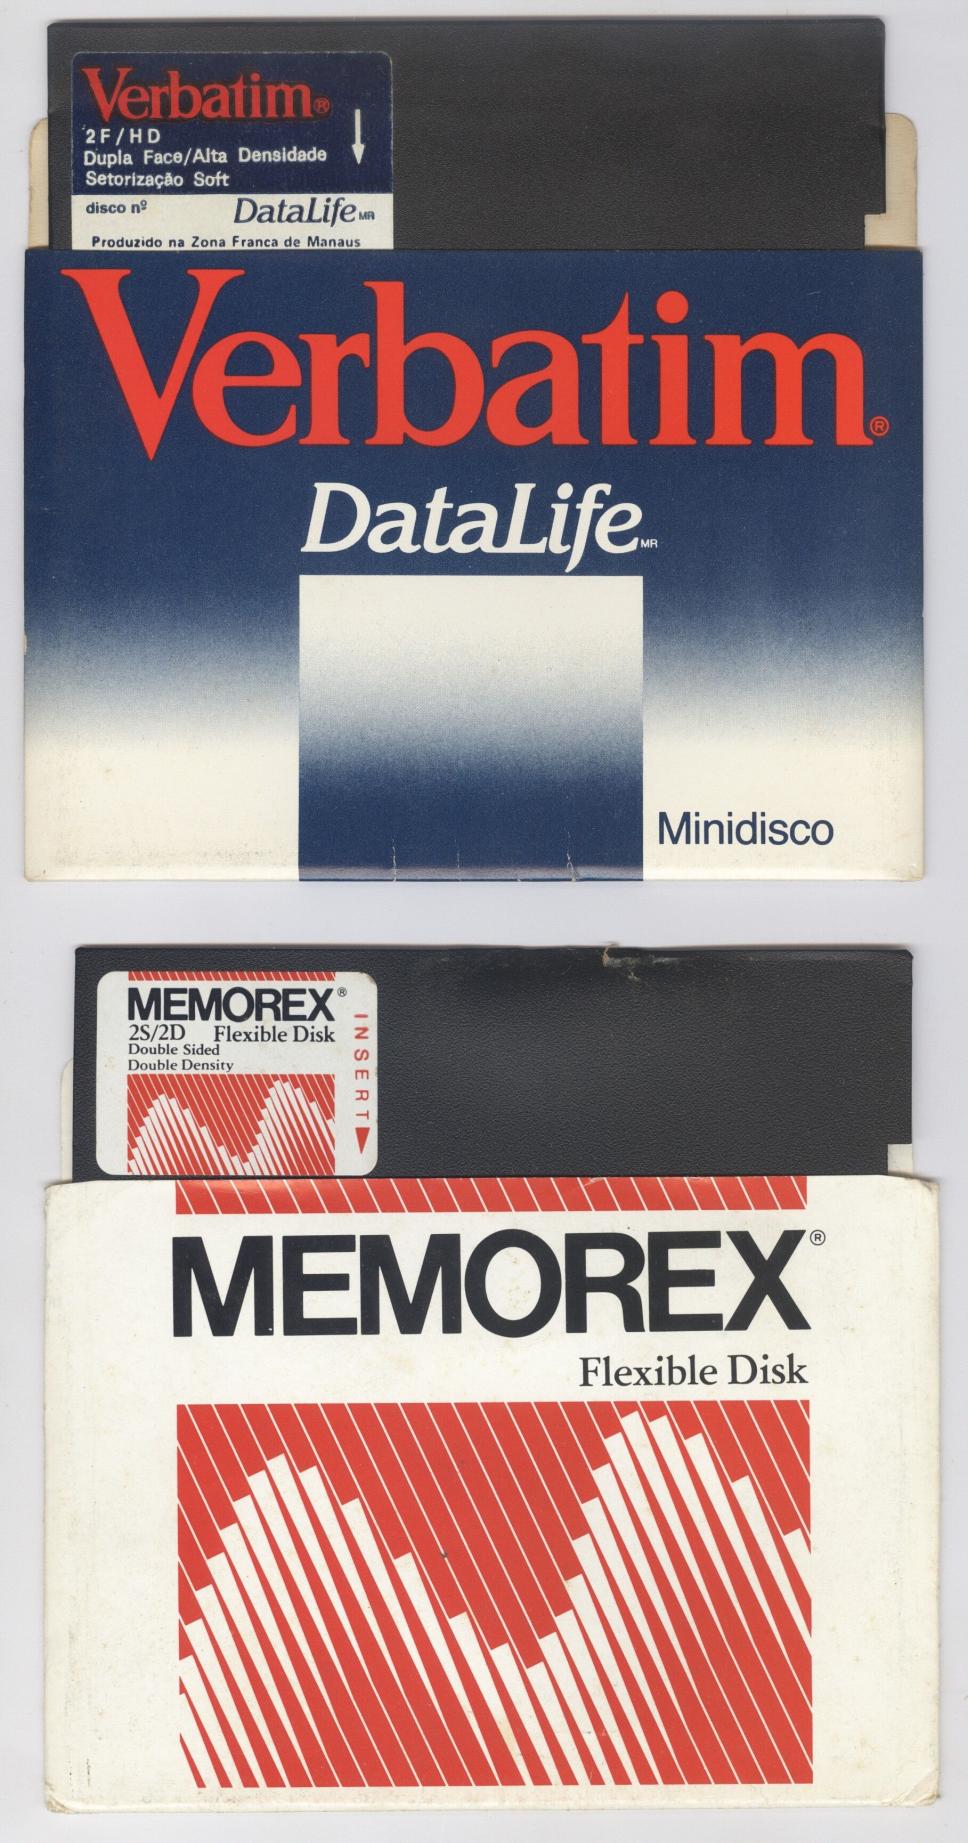 Verbatim®
2F/HD
Dupla Face/Alta Densidade
Setorização Soft
disco nº DataLife MR
Produzido na Zona Franca de Manaus
Verbatim®
DataLife MR
Minidisco
MEMOREX®
2S/2D Flexible Disk
Double Sided
Double Density
INSERT
MEMOREX®
Flexible Disk